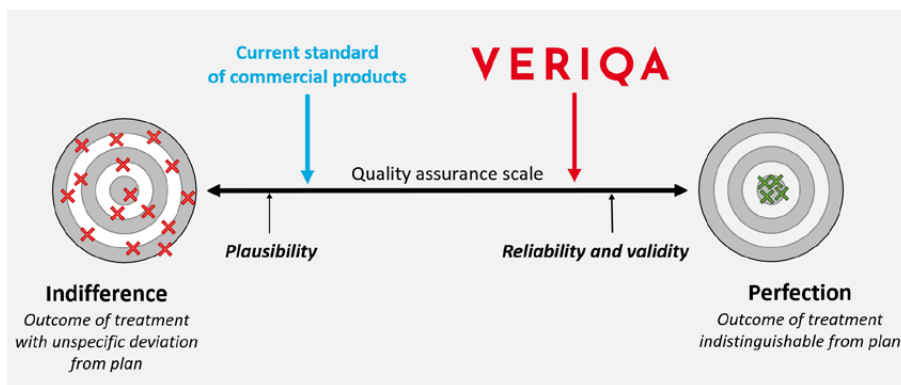 Current standard
of commercial products
VERIQA
Quality assurance scale
Plausibility
Reliability and validity
Indifference
Outcome of treatment
with unspecific deviation
from plan
Perfection
Outcome of treatment
indistinguishable from plan